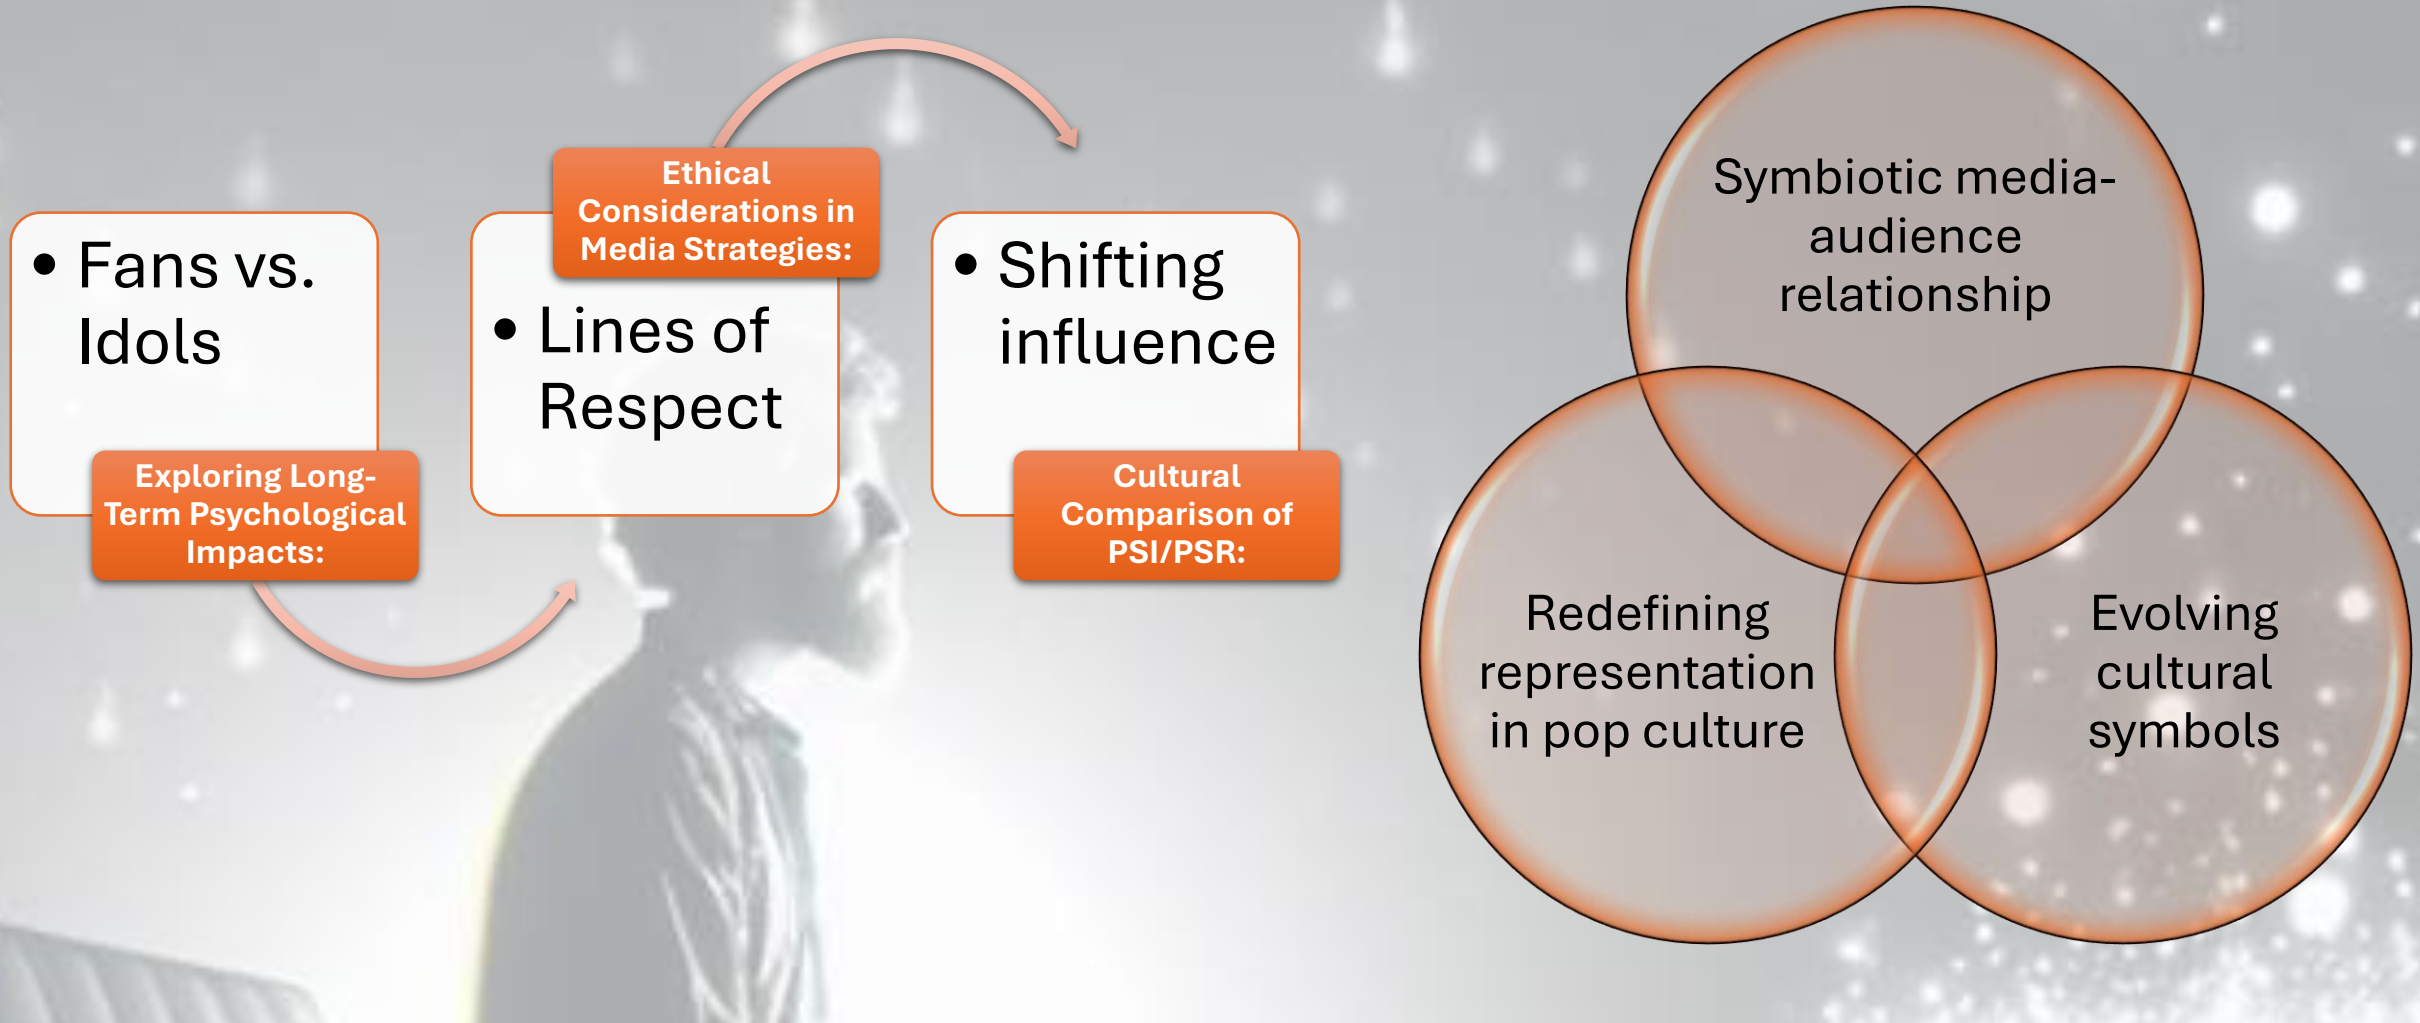 • Fans vs.
Idols
Exploring Long-
Term Psychological
Impacts:
Ethical
Considerations in
Media Strategies:
• Lines of
Respect
• Shifting
influence
Cultural
Comparison of
PSI/PSR:
Symbiotic media-
audience
relationship
Redefining
representation
in pop culture
Evolving
cultural
symbols